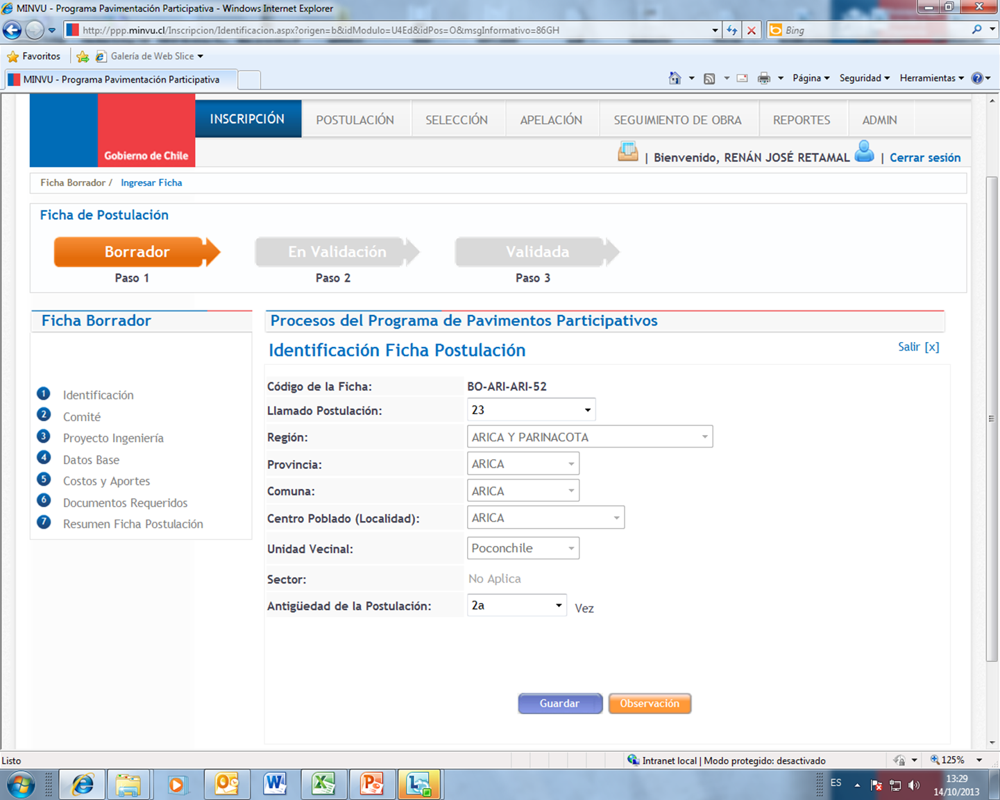 MINVU - Programa Pavimentación Participativa - Windows Internet Explorer
http://ppp.minvu.cl/Inscripcion/Identificacion.aspx?origen=b&idModulo=U4Ed&idPos=O&msgInformativo=86GH
Bing
Favoritos
Galería de Web Slice
MINVU - Programa Pavimentación Participativa
Página
Seguridad
Herramientas
INSCRIPCIÓN
POSTULACIÓN
SELECCIÓN
APELACIÓN
SEGUIMIENTO DE OBRA
REPORTES
ADMIN
Gobierno de Chile
| Bienvenido, RENÁN JOSÉ RETAMAL
| Cerrar sesión
Ficha Borrador / Ingresar Ficha
Ficha de Postulación
Borrador
En Validación
Validada
Paso 1
Paso 2
Paso 3
Ficha Borrador
1 Identificación
2 Comité
3 Proyecto Ingeniería
4 Datos Base
5 Costos y Aportes
6 Documentos Requeridos
7 Resumen Ficha Postulación
Procesos del Programa de Pavimentos Participativos
Identificación Ficha Postulación
Salir [x]
Código de la Ficha: BO-ARI-ARI-52
Llamado Postulación: 23
Región: ARICA Y PARINACOTA
Provincia: ARICA
Comuna: ARICA
Centro Poblado (Localidad): ARICA
Unidad Vecinal: Poconchile
Sector: No Aplica
Antigüedad de la Postulación: 2a Vez
Guardar
Observación
Listo
Intranet local | Modo protegido: desactivado
125%
ES
13:29
14/10/2013